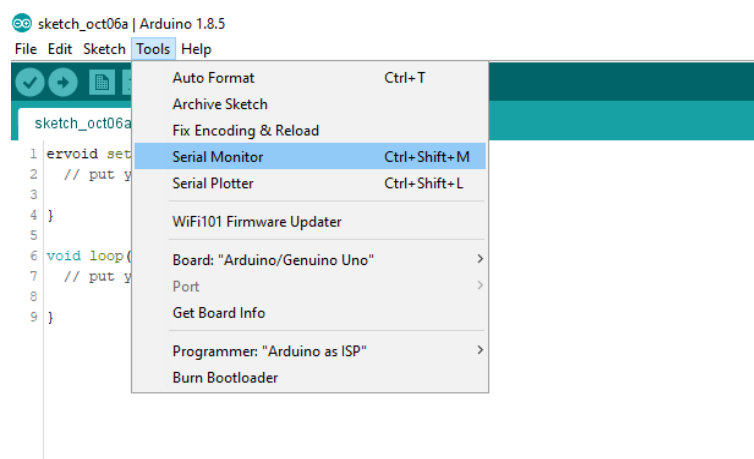 sketch_oct06a | Arduino 1.8.5
File Edit Sketch Tools Help
Auto Format Ctrl+T
Archive Sketch
sketch_oct06a
Fix Encoding & Reload
1 ervoid set
Serial Monitor Ctrl+Shift+M
2 // put y
Serial Plotter Ctrl+Shift+L
3
4 }
WiFi101 Firmware Updater
5
6 void loop(
Board: "Arduino/Genuino Uno"
7 // put y
Port
8
9 }
Get Board Info
Programmer: "Arduino as ISP"
Burn Bootloader